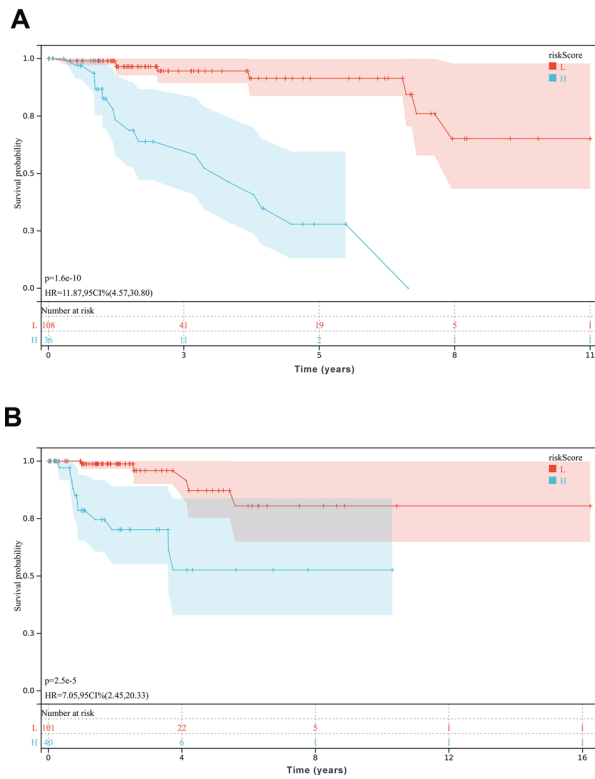 A
riskScore
L
H
1.0
0.8
0.5
0.3
0.0
Survival probability
p=1.6e-10
HR=11.87,95CI%(4.57,30.80)
Number at risk
L 108 41 19 5 1
H 36 13 2 1 1
0 3 5 8 11
Time (years)
B
riskScore
L
H
1.0
0.8
0.5
0.3
0.0
Survival probability
p=2.5e-5
HR=7.05,95CI%(2.45,20.33)
Number at risk
L 101 22 5 1 1
H 40 6 1 1 1
0 4 8 12 16
Time (years)